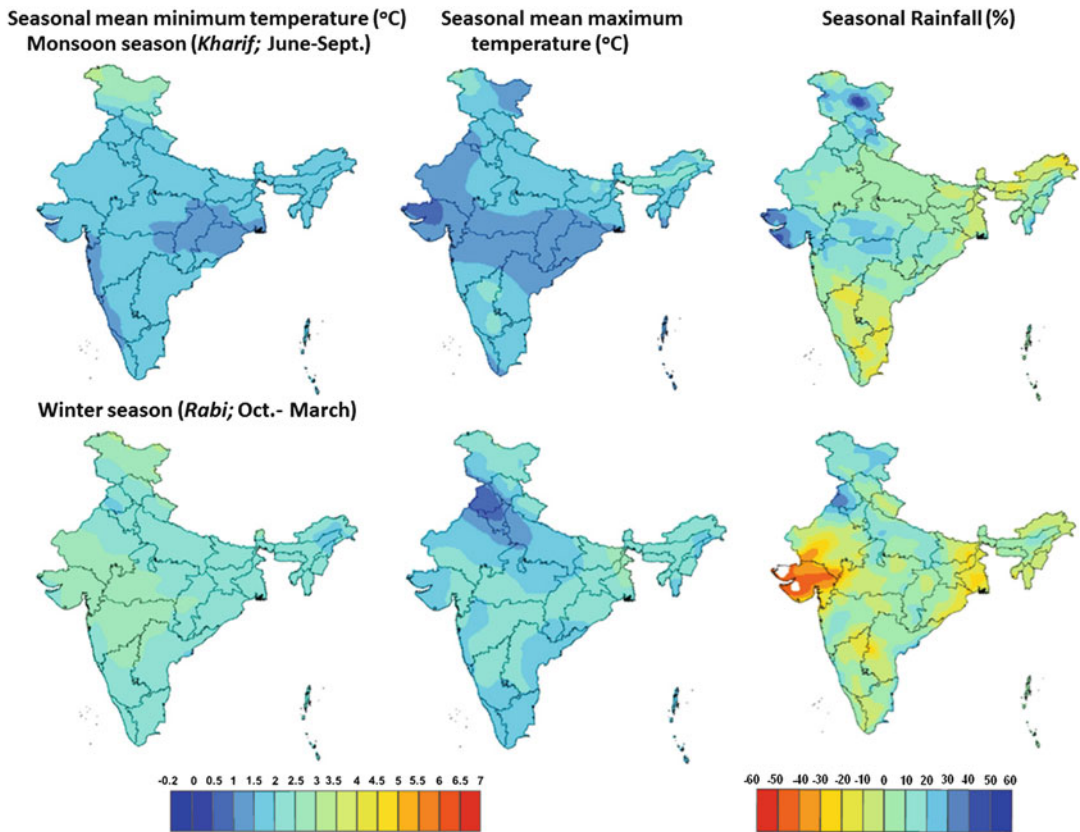 Seasonal mean minimum temperature (°C)
Monsoon season (Kharif; June-Sept.)
Seasonal mean maximum
temperature (°C)
Seasonal Rainfall (%)
Winter season (Rabi; Oct.- March)
-0.2 0 0.5 1 1.5 2 2.5 3 3.5 4 4.5 5 5.5 6 6.5 7
-60 -50 -40 -30 -20 -10 0 10 20 30 40 50 60